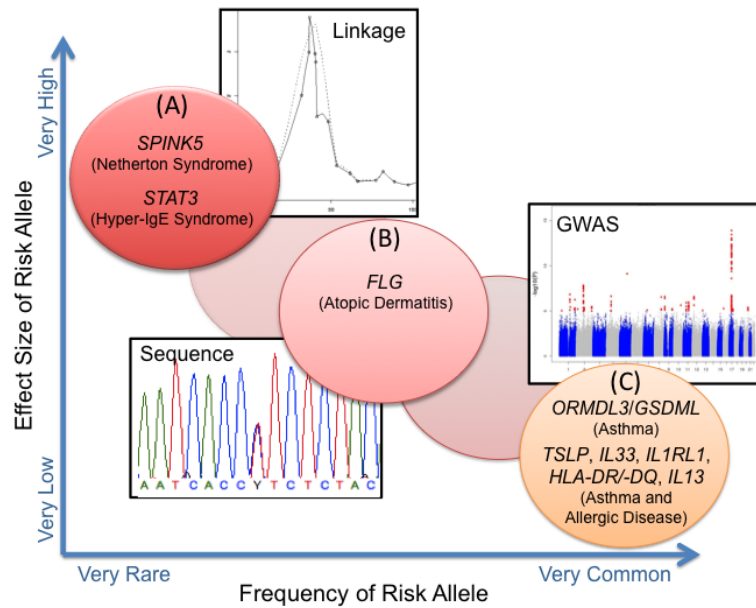 Linkage
(A)
SPINK5
(Netherton Syndrome)
STAT3
(Hyper-IgE Syndrome)
(B)
FLG
(Atopic Dermatitis)
GWAS
-log10(P)
Sequence
A A T C A C C Y T C T C T A C
(C)
ORMDL3/GSDML
(Asthma)
TSLP, IL33, IL1RL1,
HLA-DR/-DQ, IL13
(Asthma and
Allergic Disease)
Very High
Effect Size of Risk Allele
Very Low
Very Rare
Frequency of Risk Allele
Very Common